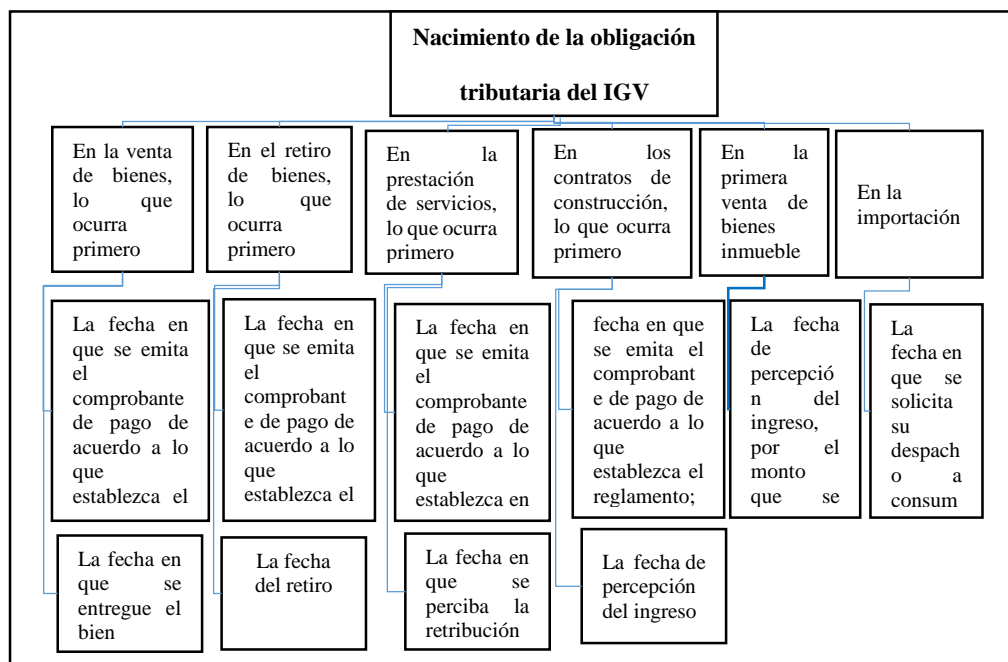 Nacimiento de la obligación
tributaria del IGV
En la venta
de bienes,
lo que
ocurra
primero
En el retiro
de bienes,
lo que
ocurra
primero
En la
prestación
de servicios,
lo que ocurra
primero
En los
contratos de
construcción,
lo que ocurra
primero
En la
primera
venta de
bienes
inmueble
En la
importación
La fecha en
que se emita
el
comprobante
de pago de
acuerdo a lo
que
establezca el
La fecha en
que se emita
el
comprobant
e de pago de
acuerdo a lo
que
establezca el
La fecha en
que se emita
el
comprobante
de pago de
acuerdo a lo
que
establezca en
fecha en que
se emita el
comprobant
e de pago de
acuerdo a lo
que
establezca el
reglamento;
La fecha
de
percepció
n del
ingreso,
por el
monto
que se
La
fecha en
que se
solicita
su
despach
o a
consum
La fecha en
que se
entregue el
bien
La fecha
del retiro
La fecha en
que se
perciba la
retribución
La fecha de
percepción
del ingreso